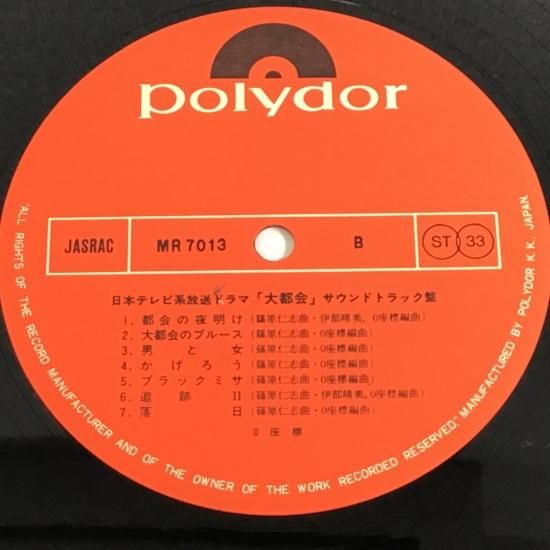 polydor
JASRAC MR 7013 B ST 33
日本テレビ系放送ドラマ「大都会」サウンドトラック盤
1. 都会の夜明け (篠原仁志曲・伊部晴美, 0座標編曲)
2. 大都会のブルース (篠原仁志曲・0座標編曲)
3. 男と女 (篠原仁志曲・0座標編曲)
4. かげろう (篠原仁志曲・0座標編曲)
5. ブラックミサ (篠原仁志曲・0座標編曲)
6. 追跡 II (篠原仁志曲・伊部晴美, 0座標編曲)
7. 落日 (篠原仁志曲・0座標編曲)
0 座標
"ALL RIGHTS OF THE RECORD MANUFACTURER AND OF THE OWNER OF THE WORK RECORDED RESERVED." MANUFACTURED BY POLYDOR K.K. JAPAN.